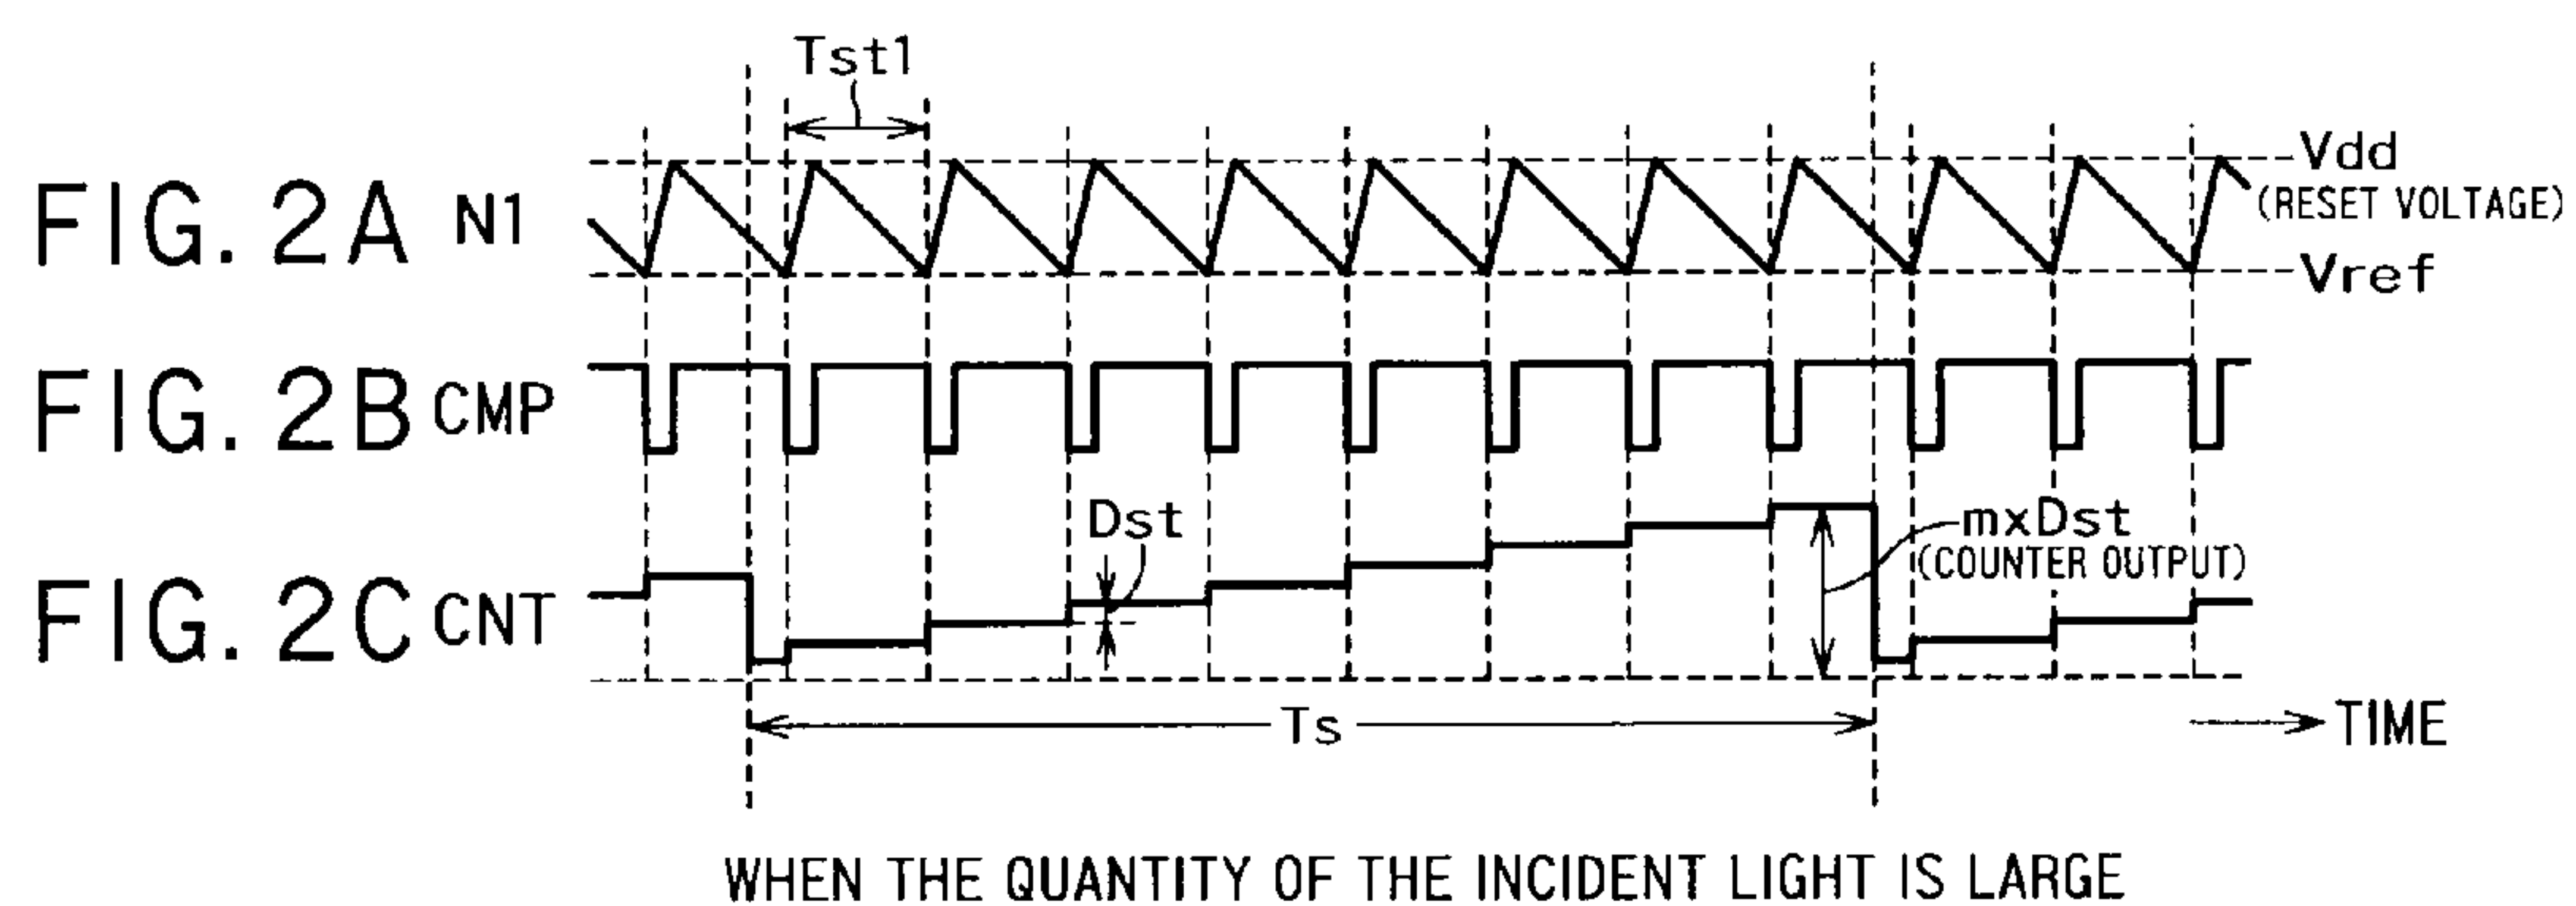 Tst1
FIG. 2A N1
Vdd
(RESET VOLTAGE)
Vref
FIG. 2B CMP
Dst
mxDst
(COUNTER OUTPUT)
FIG. 2C CNT
Ts
TIME
WHEN THE QUANTITY OF THE INCIDENT LIGHT IS LARGE